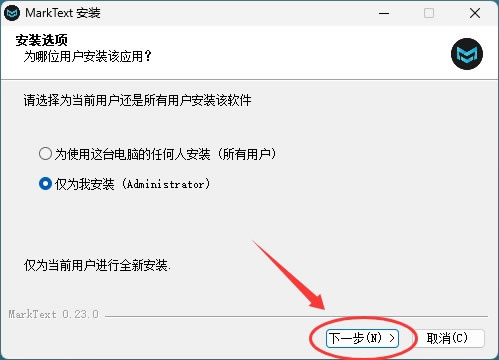 MarkText 安装
安装选项
为哪位用户安装该应用？
请选择为当前用户还是所有用户安装该软件
为使用这台电脑的任何人安装 (所有用户)
仅为我安装 (Administrator)
仅为当前用户进行全新安装.
MarkText 0.23.0
下一步(N) >
取消(C)